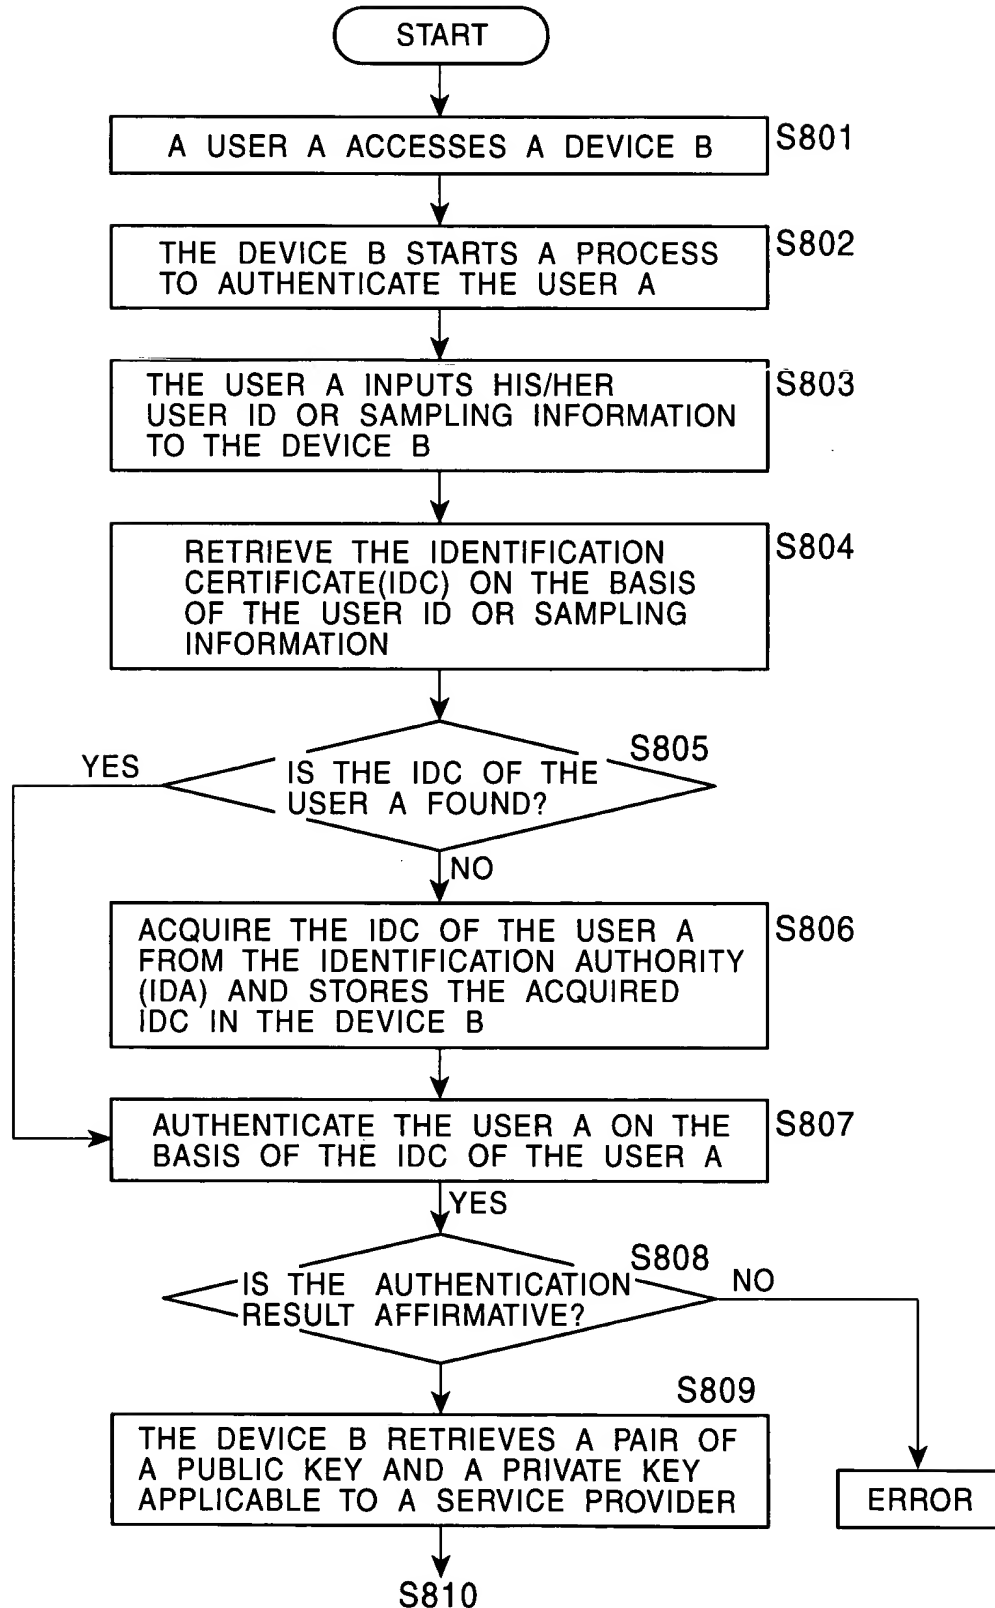 START
A USER A ACCESSES A DEVICE B
S801
THE DEVICE B STARTS A PROCESS
TO AUTHENTICATE THE USER A
S802
THE USER A INPUTS HIS/HER
USER ID OR SAMPLING INFORMATION
TO THE DEVICE B
S803
RETRIEVE THE IDENTIFICATION
CERTIFICATE(IDC) ON THE BASIS
OF THE USER ID OR SAMPLING
INFORMATION
S804
S805
YES
IS THE IDC OF THE
USER A FOUND?
NO
ACQUIRE THE IDC OF THE USER A
FROM THE IDENTIFICATION AUTHORITY
(IDA) AND STORES THE ACQUIRED
IDC IN THE DEVICE B
S806
AUTHENTICATE THE USER A ON THE
BASIS OF THE IDC OF THE USER A
S807
YES
S808
IS THE AUTHENTICATION
RESULT AFFIRMATIVE?
NO
S809
THE DEVICE B RETRIEVES A PAIR OF
A PUBLIC KEY AND A PRIVATE KEY
APPLICABLE TO A SERVICE PROVIDER
ERROR
S810